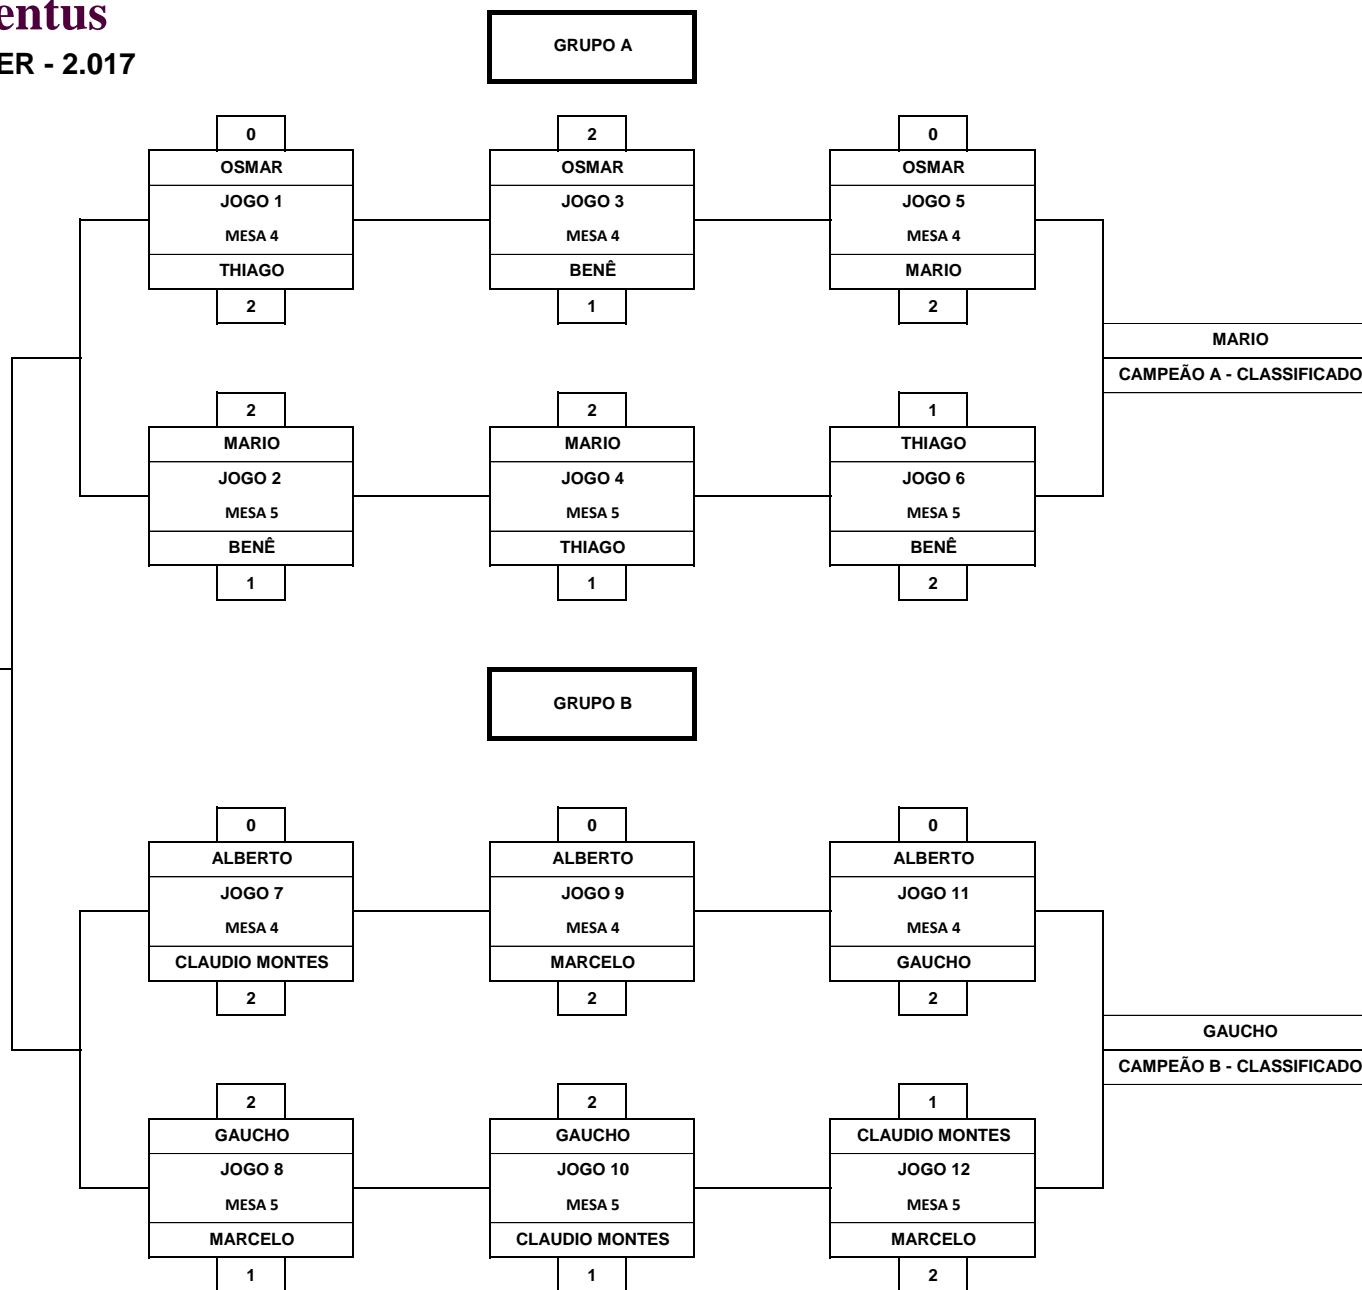 entus
ER - 2.017
GRUPO A
0
OSMAR
JOGO 1
MESA 4
THIAGO
2
2
OSMAR
JOGO 3
MESA 4
BENÊ
1
0
OSMAR
JOGO 5
MESA 4
MARIO
2
MARIO
CAMPEÃO A - CLASSIFICADO
2
MARIO
JOGO 2
MESA 5
BENÊ
1
2
MARIO
JOGO 4
MESA 5
THIAGO
1
1
THIAGO
JOGO 6
MESA 5
BENÊ
2
GRUPO B
0
ALBERTO
JOGO 7
MESA 4
CLAUDIO MONTES
2
0
ALBERTO
JOGO 9
MESA 4
MARCELO
2
0
ALBERTO
JOGO 11
MESA 4
GAUCHO
2
GAUCHO
CAMPEÃO B - CLASSIFICADO
2
GAUCHO
JOGO 8
MESA 5
MARCELO
1
2
GAUCHO
JOGO 10
MESA 5
CLAUDIO MONTES
1
1
CLAUDIO MONTES
JOGO 12
MESA 5
MARCELO
2